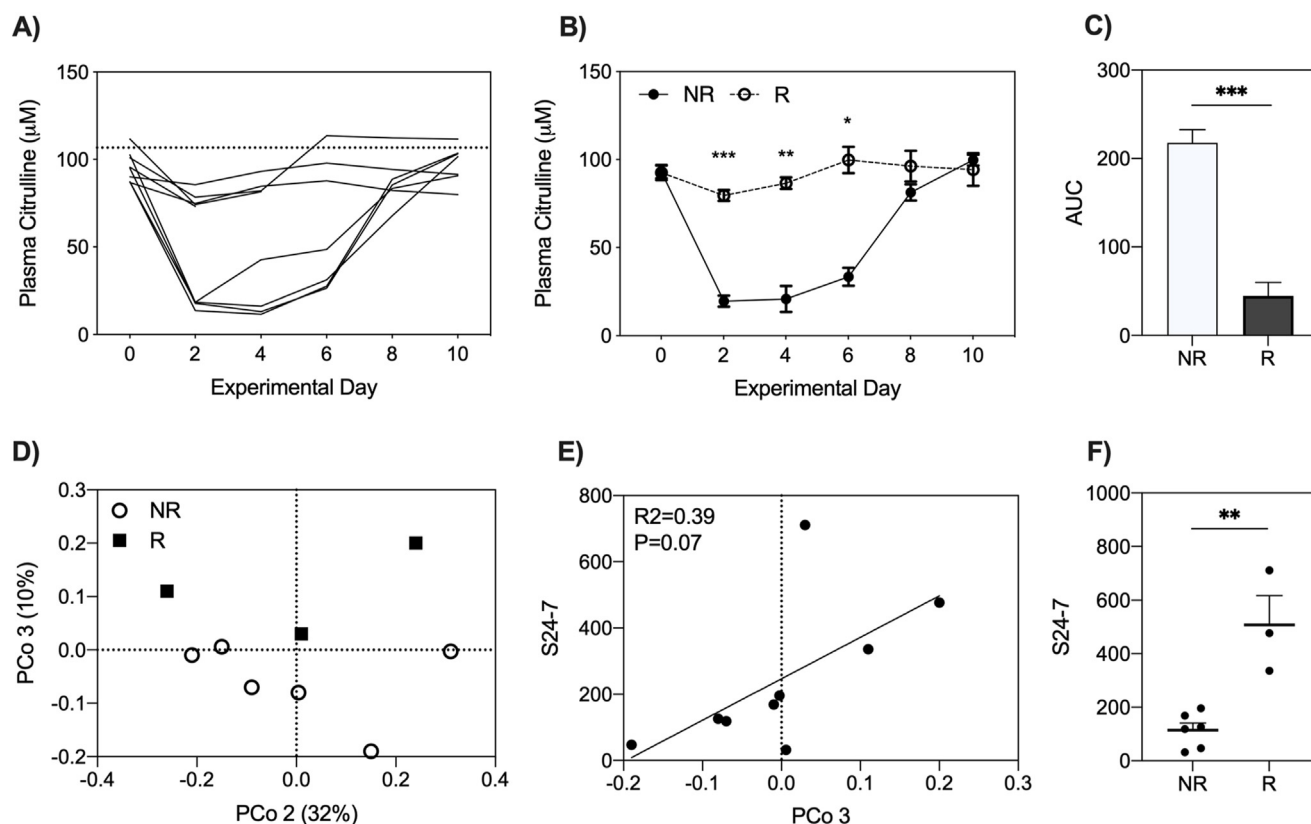 A)
Plasma Citrulline (μM)
150
100
50
0
0 2 4 6 8 10
Experimental Day
B)
Plasma Citrulline (μM)
150
100
50
0
NR R
*** ** *
0 2 4 6 8 10
Experimental Day
C)
AUC
300
200
100
0
***
NR R
D)
PCo 3 (10%)
0.3
0.2
0.1
0.0
-0.1
-0.2
NR
R
-0.4 -0.2 0.0 0.2 0.4
PCo 2 (32%)
E)
S24-7
800
600
400
200
0
R2=0.39
P=0.07
-0.2 -0.1 0.0 0.1 0.2 0.3
PCo 3
F)
S24-7
1000
800
600
400
200
0
**
NR R